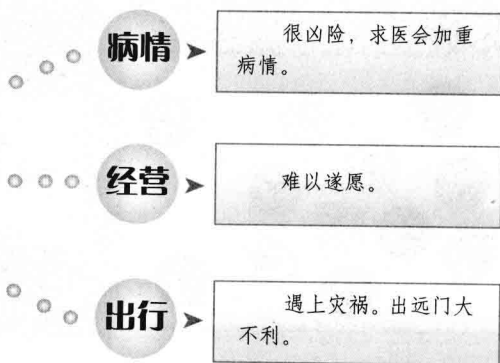 病情
很凶险，求医会加重
病情。
经营
难以遂愿。
出行
遇上灾祸。出远门大
不利。